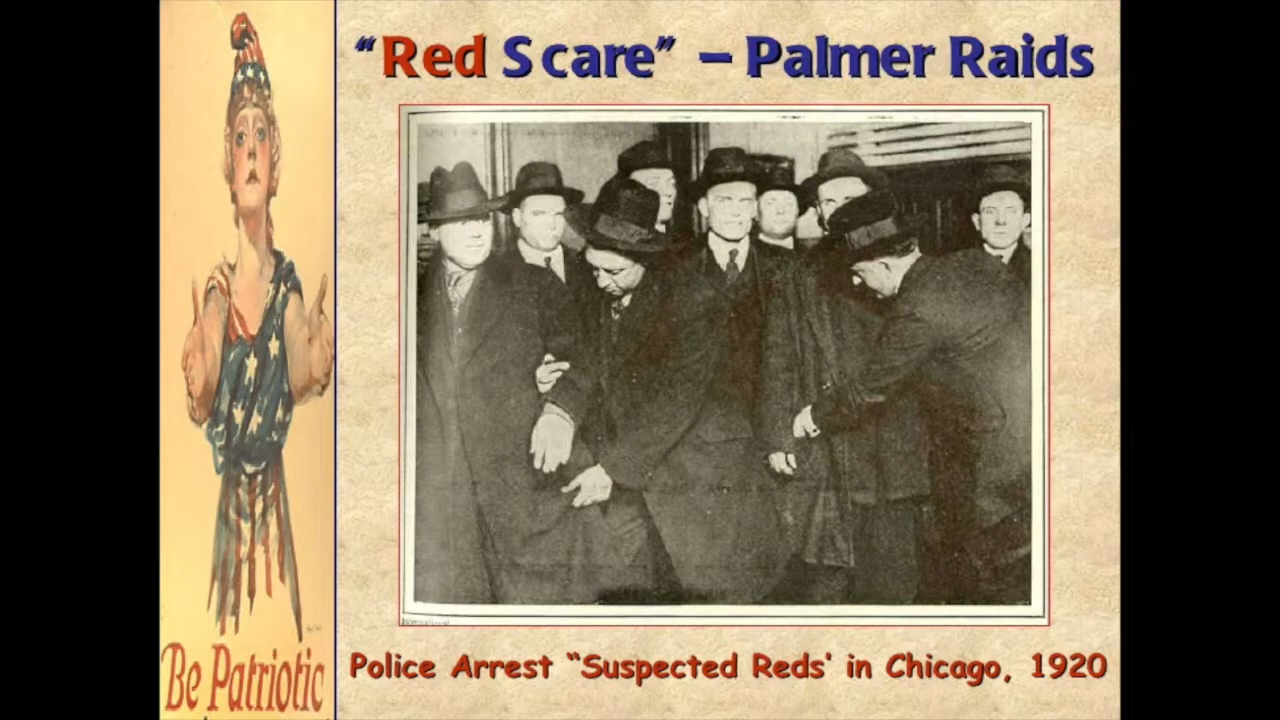 “Red Scare” – Palmer Raids
Police Arrest “Suspected Reds’ in Chicago, 1920
Be Patriotic